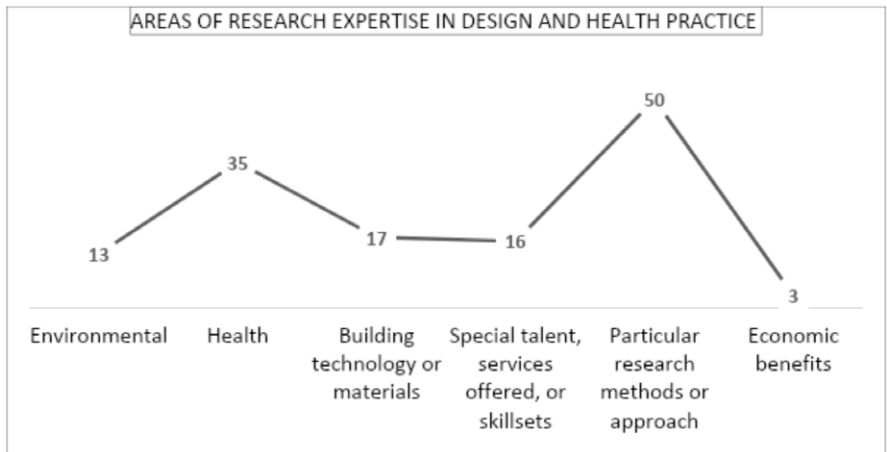 AREAS OF RESEARCH EXPERTISE IN DESIGN AND HEALTH PRACTICE
50
35
17
16
13
3
Environmental
Health
Building
technology or
materials
Special talent,
services
offered, or
skillsets
Particular
research
methods or
approach
Economic
benefits